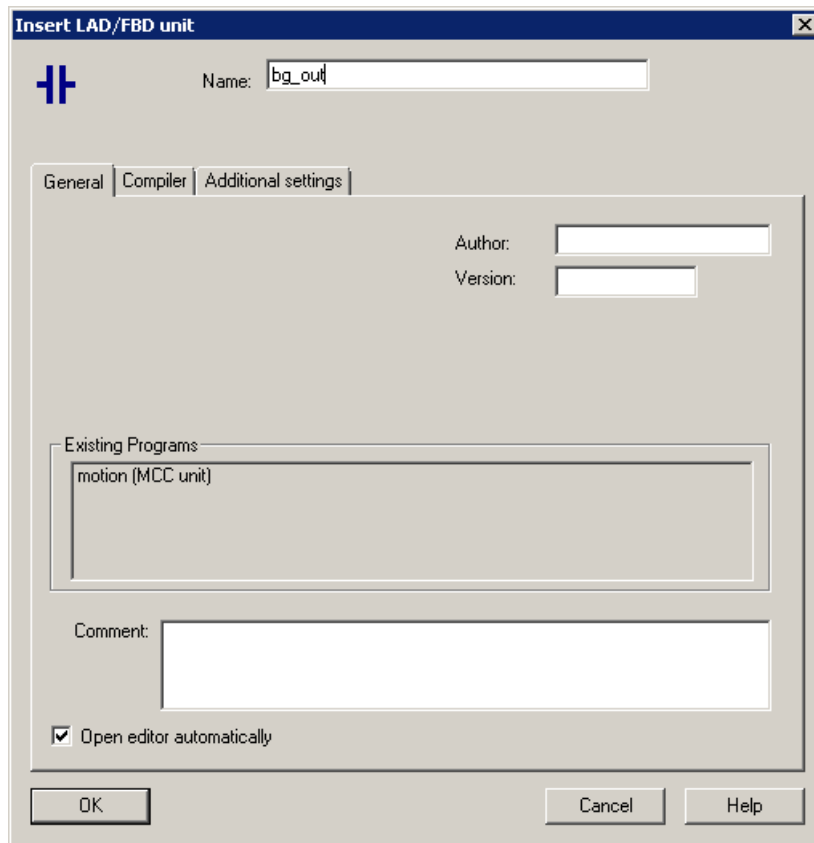 Insert LAD/FBD unit
Name: bg_out
General Compiler Additional settings
Author:
Version:
Existing Programs
motion (MCC unit)
Comment:
Open editor automatically
OK Cancel Help